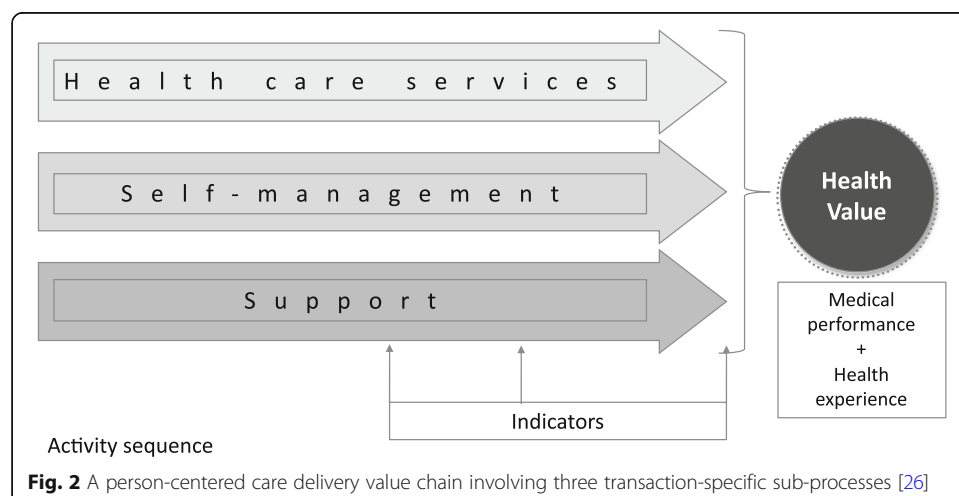 Health care services
Self-management
Support
Health
Value
Medical
performance
+
Health
experience
Indicators
Activity sequence
Fig. 2 A person-centered care delivery value chain involving three transaction-specific sub-processes [26]